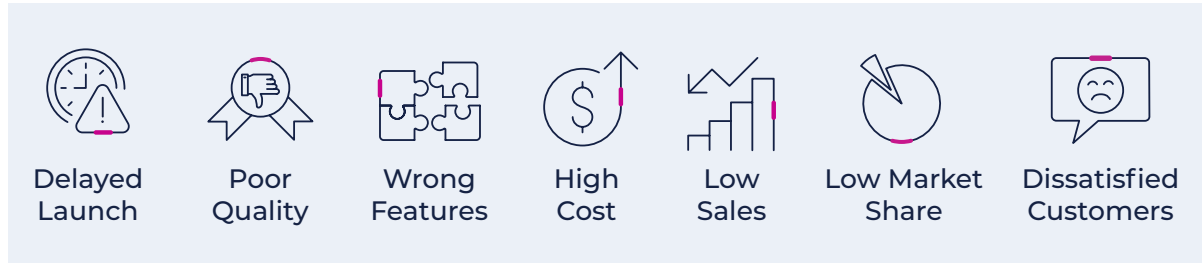 Delayed
Launch
Poor
Quality
Wrong
Features
$
High
Cost
Low
Sales
Low Market
Share
Dissatisfied
Customers